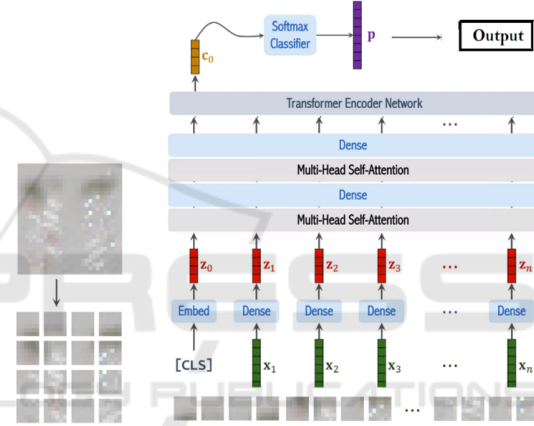 Softmax
Classifier
p
Output
c0
Transformer Encoder Network
...
Dense
Multi-Head Self-Attention
Dense
Multi-Head Self-Attention
z0 z1 z2 z3 ... zn
Embed Dense Dense Dense ... Dense
[CLS] x1 x2 x3 ... xn
...